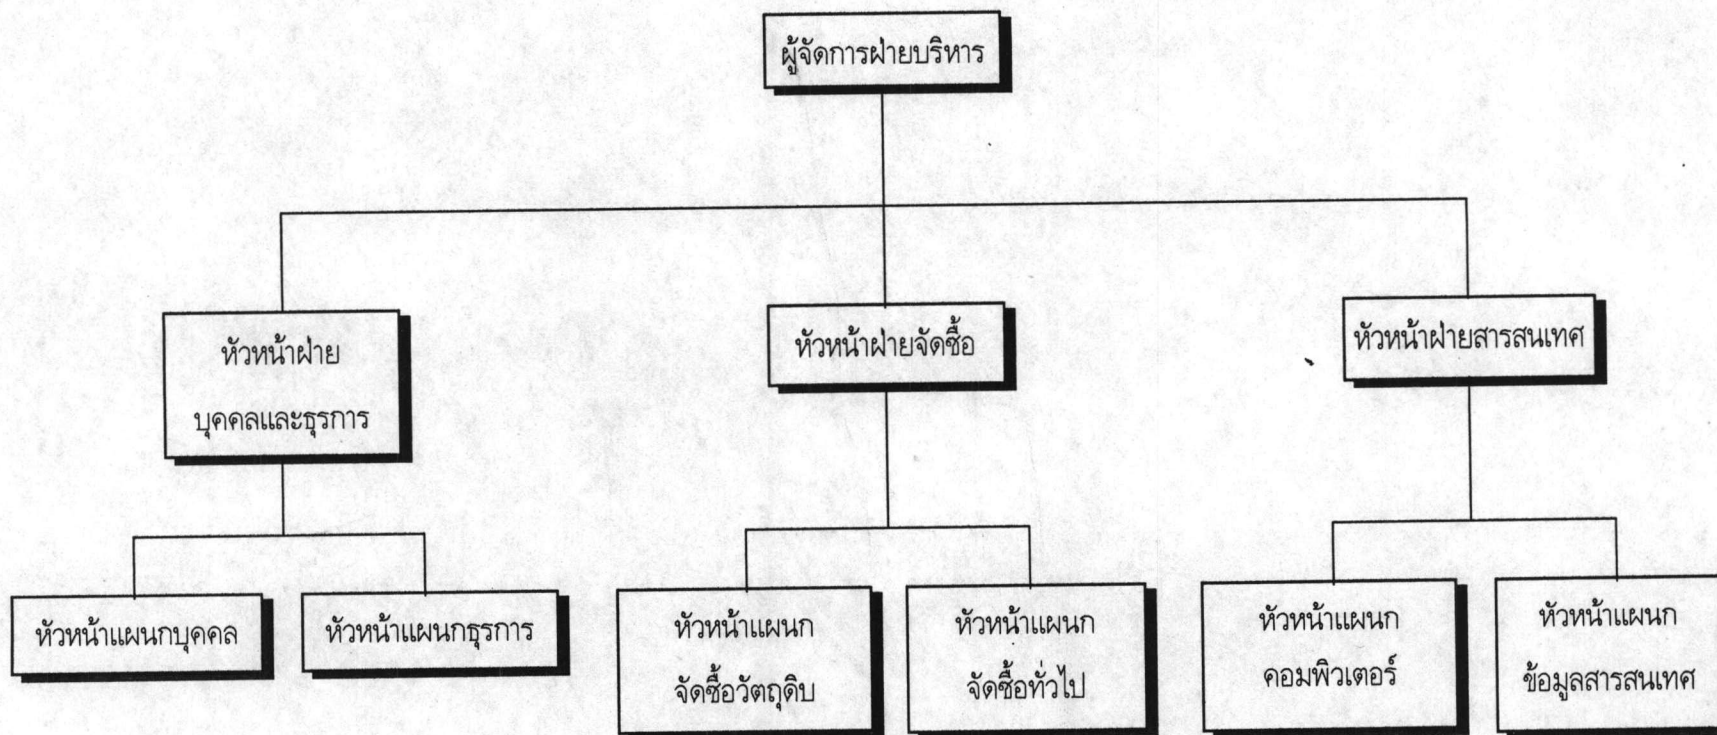 ผู้จัดการฝ่ายบริหาร
หัวหน้าฝ่าย
บุคคลและธุรการ
หัวหน้าฝ่ายจัดซื้อ
หัวหน้าฝ่ายสารสนเทศ
หัวหน้าแผนกบุคคล
หัวหน้าแผนกธุรการ
หัวหน้าแผนก
จัดซื้อวัตถุดิบ
หัวหน้าแผนก
จัดซื้อทั่วไป
หัวหน้าแผนก
คอมพิวเตอร์
หัวหน้าแผนก
ข้อมูลสารสนเทศ